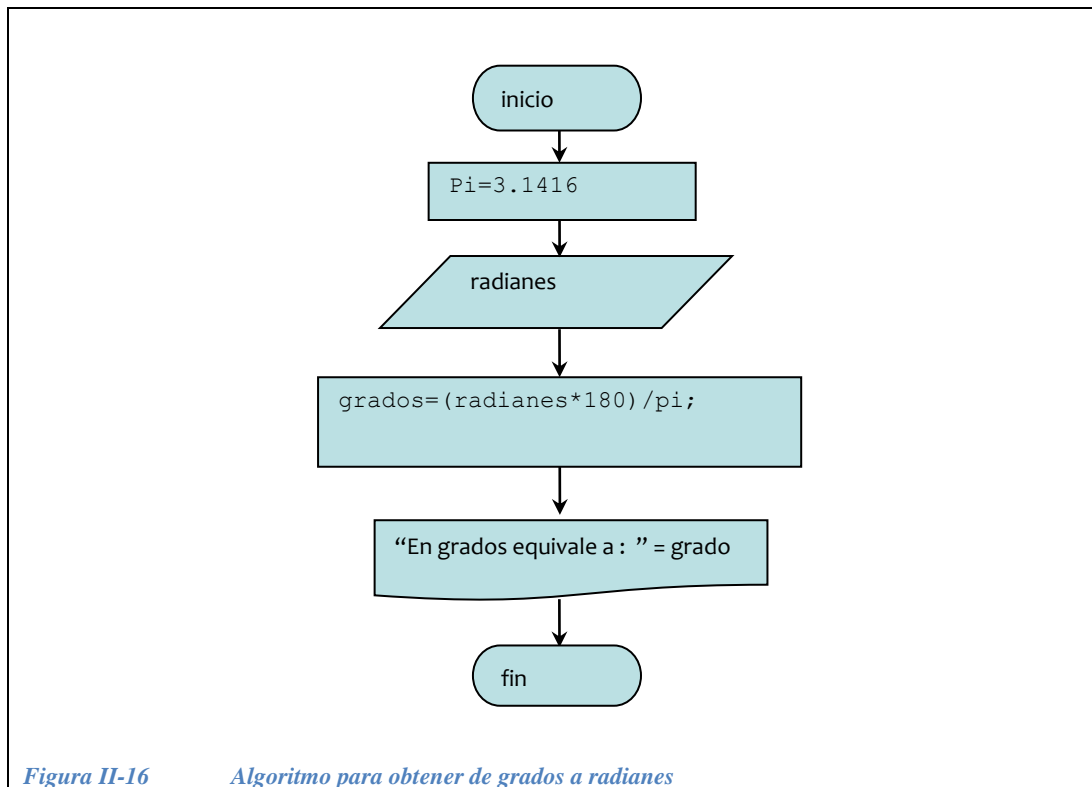 inicio
Pi=3.1416
radianes
grados=(radianes*180)/pi;
“En grados equivale a : ” = grado
fin
Figura II-16 Algoritmo para obtener de grados a radianes